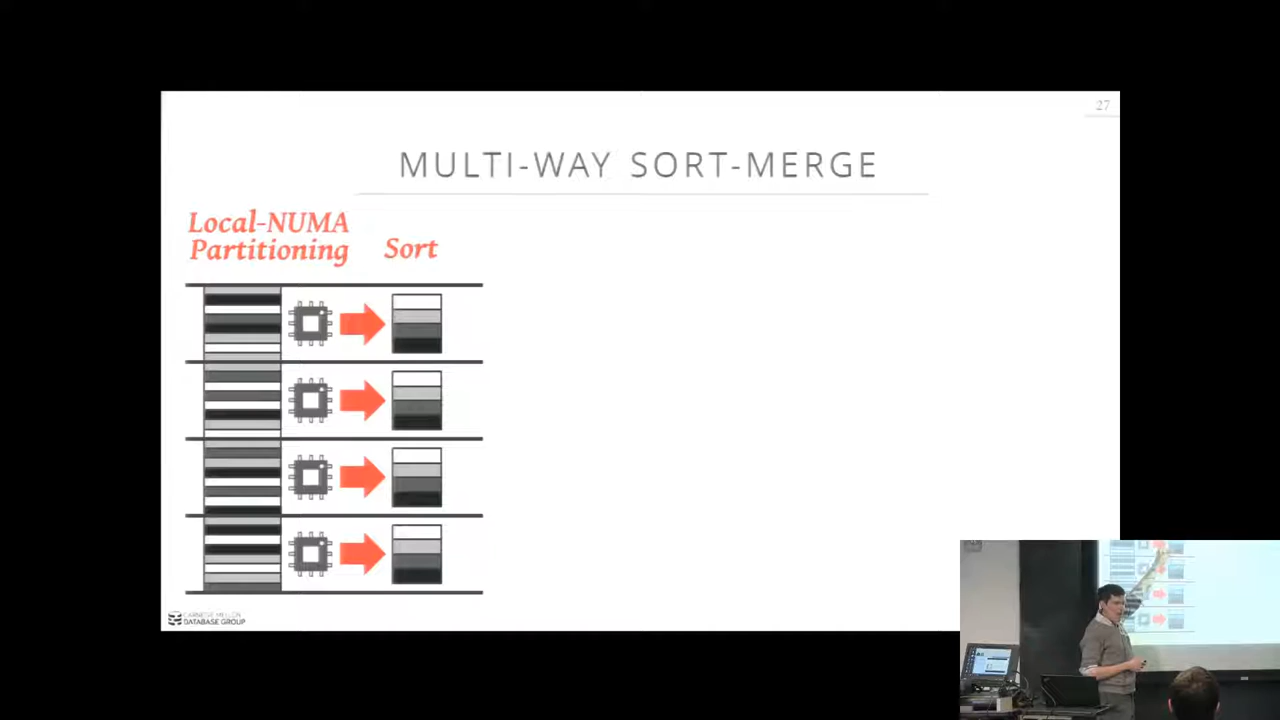 27
MULTI-WAY SORT-MERGE
Local-NUMA
Partitioning
Sort
CARNEGIE MELLON
DATABASE GROUP